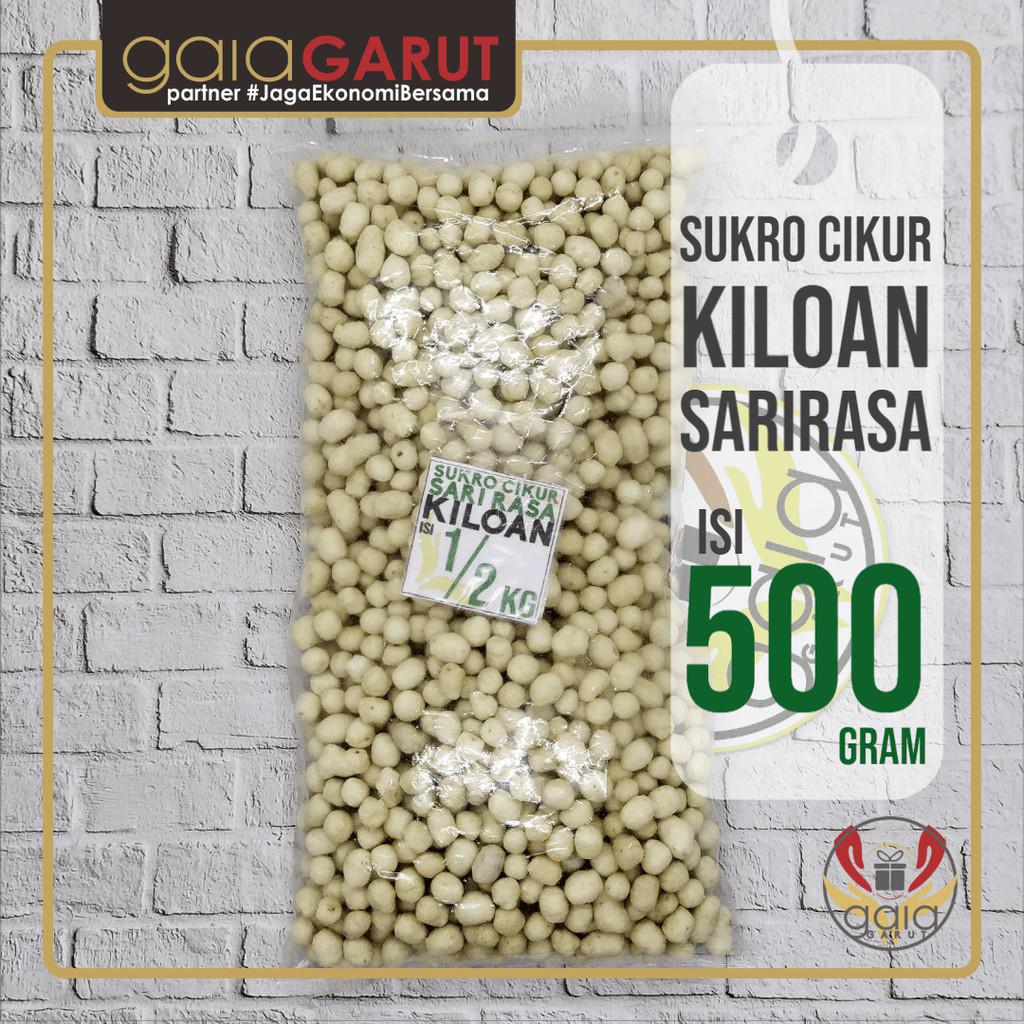 gaiaGARUT
partner #JagaEkonomiBersama
SUKRO CIKUR
KILOAN
SARIRASA
ISI
500
GRAM
SUKRO CIKUR
SARI RASA
KILOAN
ISI
1/2 KG
gaia
GARUT